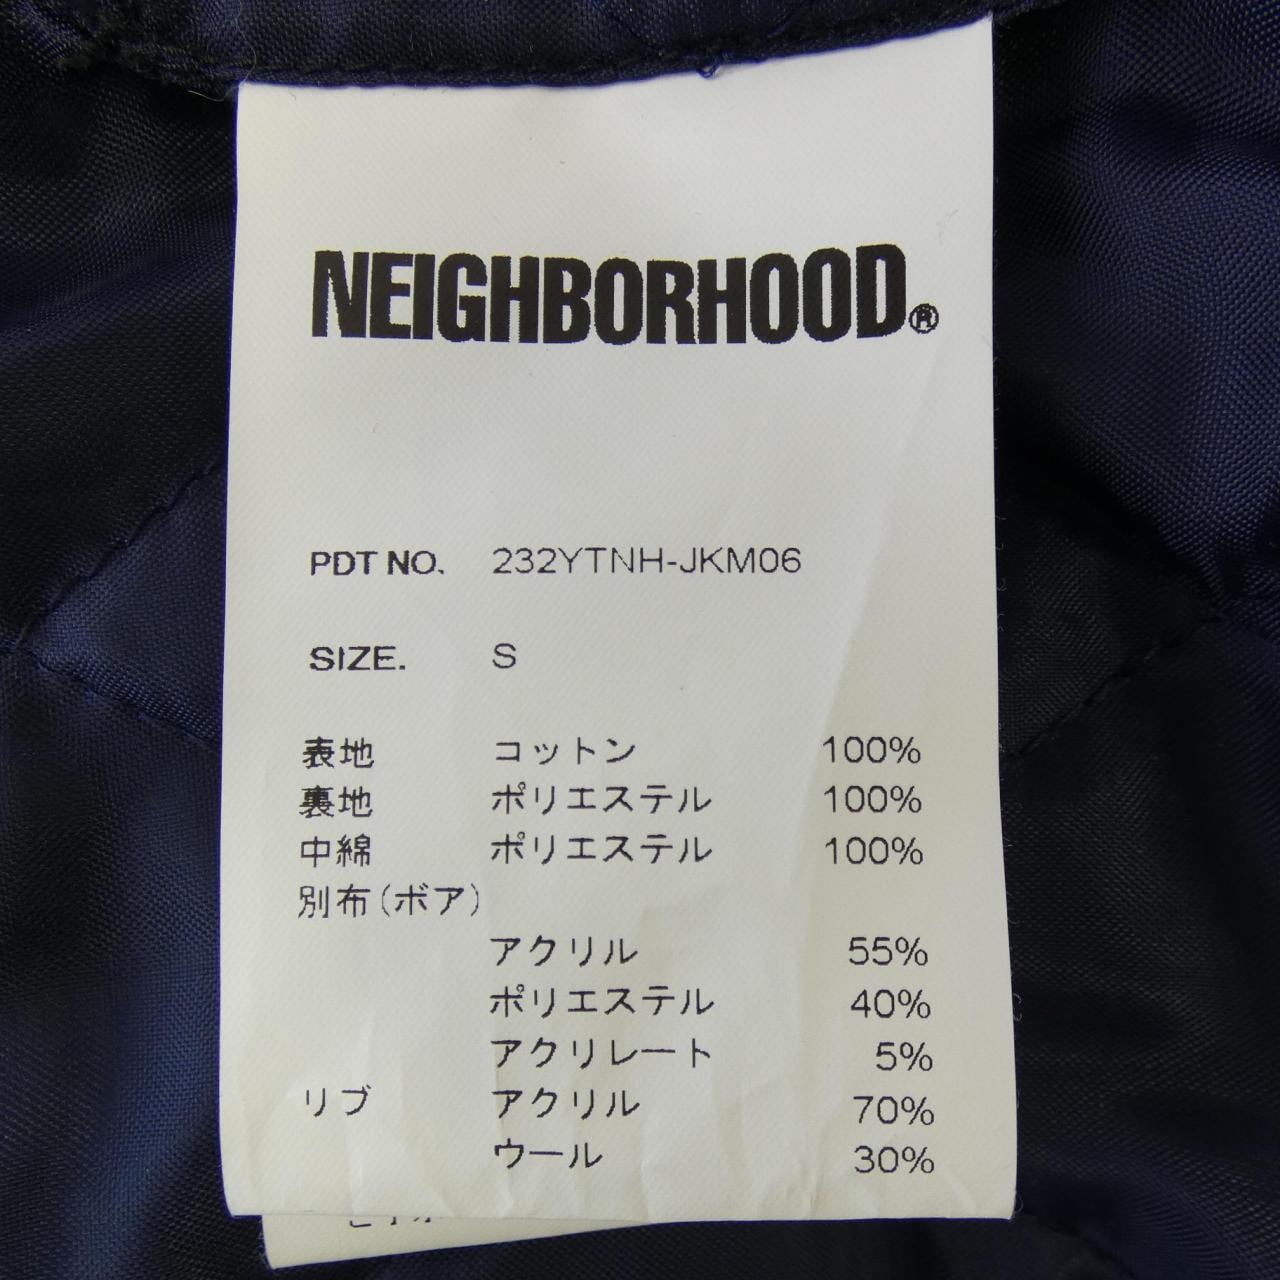 NEIGHBORHOOD®
PDT NO. 232YTNH-JKM06
SIZE. S
表地 コットン 100%
裏地 ポリエステル 100%
中綿 ポリエステル 100%
別布(ボア)
アクリル 55%
ポリエステル 40%
アクリレート 5%
リブ アクリル 70%
ウール 30%